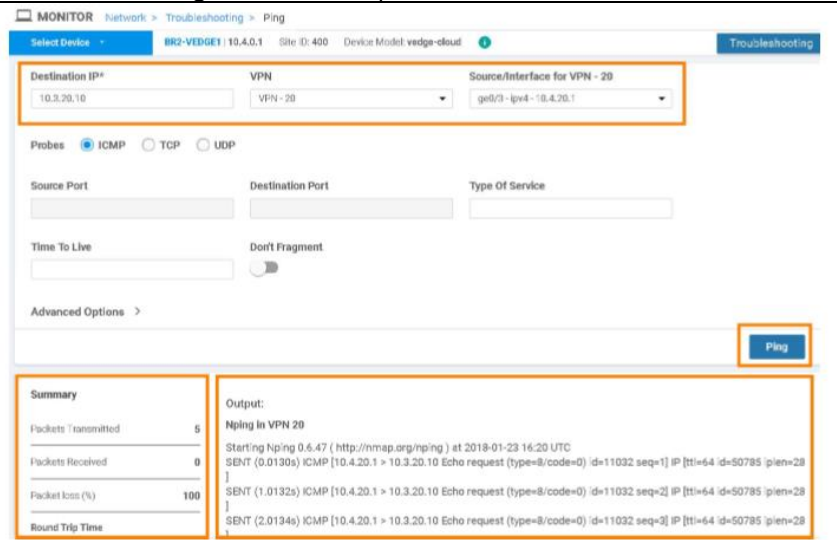 MONITOR Network > Troubleshooting > Ping
Select Device BR2-VEDGE1 | 10.4.0.1 Site ID: 400 Device Model: vedge-cloud Troubleshooting
Destination IP* VPN Source/Interface for VPN - 20
10.3.20.10 VPN - 20 ge0/3 - ipv4 - 10.4.20.1
Probes ICMP TCP UDP
Source Port Destination Port Type Of Service
Time To Live Don't Fragment
Advanced Options >
Ping
Summary
Packets Transmitted 5
Packets Received 0
Packet loss (%) 100
Round Trip Time
Output:
Nping in VPN 20
Starting Nping 0.6.47 ( http://nmap.org/nping ) at 2018-01-23 16:20 UTC
SENT (0.0130s) ICMP [10.4.20.1 > 10.3.20.10 Echo request (type=8/code=0) id=11032 seq=1] IP [ttl=64 id=50785 iplen=28
]
SENT (1.0132s) ICMP [10.4.20.1 > 10.3.20.10 Echo request (type=8/code=0) id=11032 seq=2] IP [ttl=64 id=50785 iplen=28
]
SENT (2.0134s) ICMP [10.4.20.1 > 10.3.20.10 Echo request (type=8/code=0) id=11032 seq=3] IP [ttl=64 id=50785 iplen=28